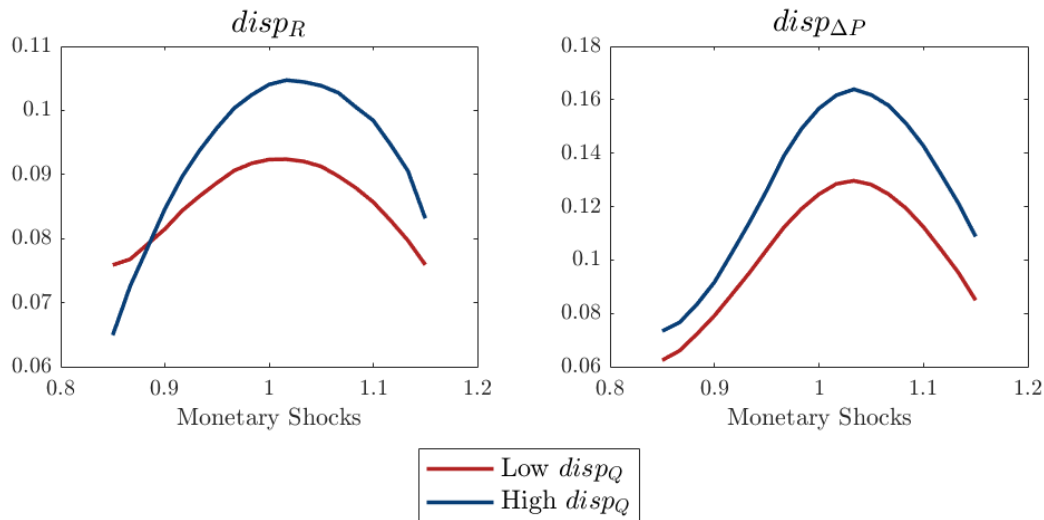 disp_R
0.11
0.1
0.09
0.08
0.07
0.06
0.8 0.9 1 1.1 1.2
Monetary Shocks
disp_ΔP
0.18
0.16
0.14
0.12
0.1
0.08
0.06
0.8 0.9 1 1.1 1.2
Monetary Shocks
Low disp_Q
High disp_Q